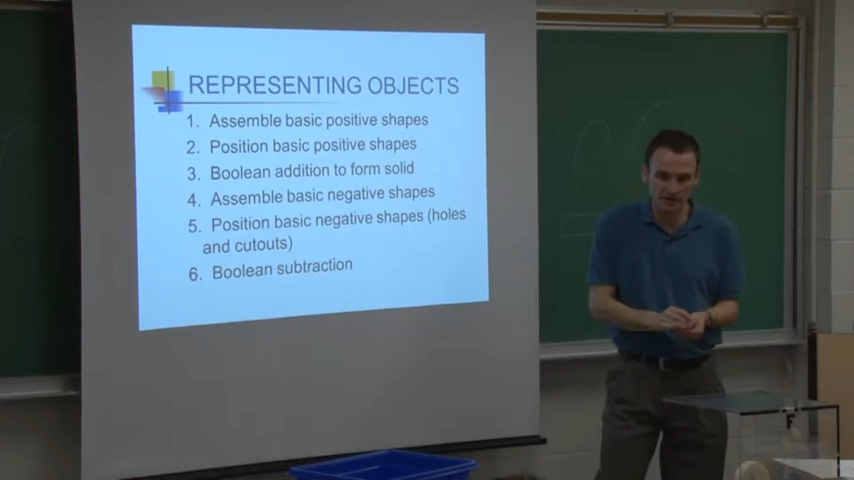 REPRESENTING OBJECTS
1. Assemble basic positive shapes
2. Position basic positive shapes
3. Boolean addition to form solid
4. Assemble basic negative shapes
5. Position basic negative shapes (holes
and cutouts)
6. Boolean subtraction